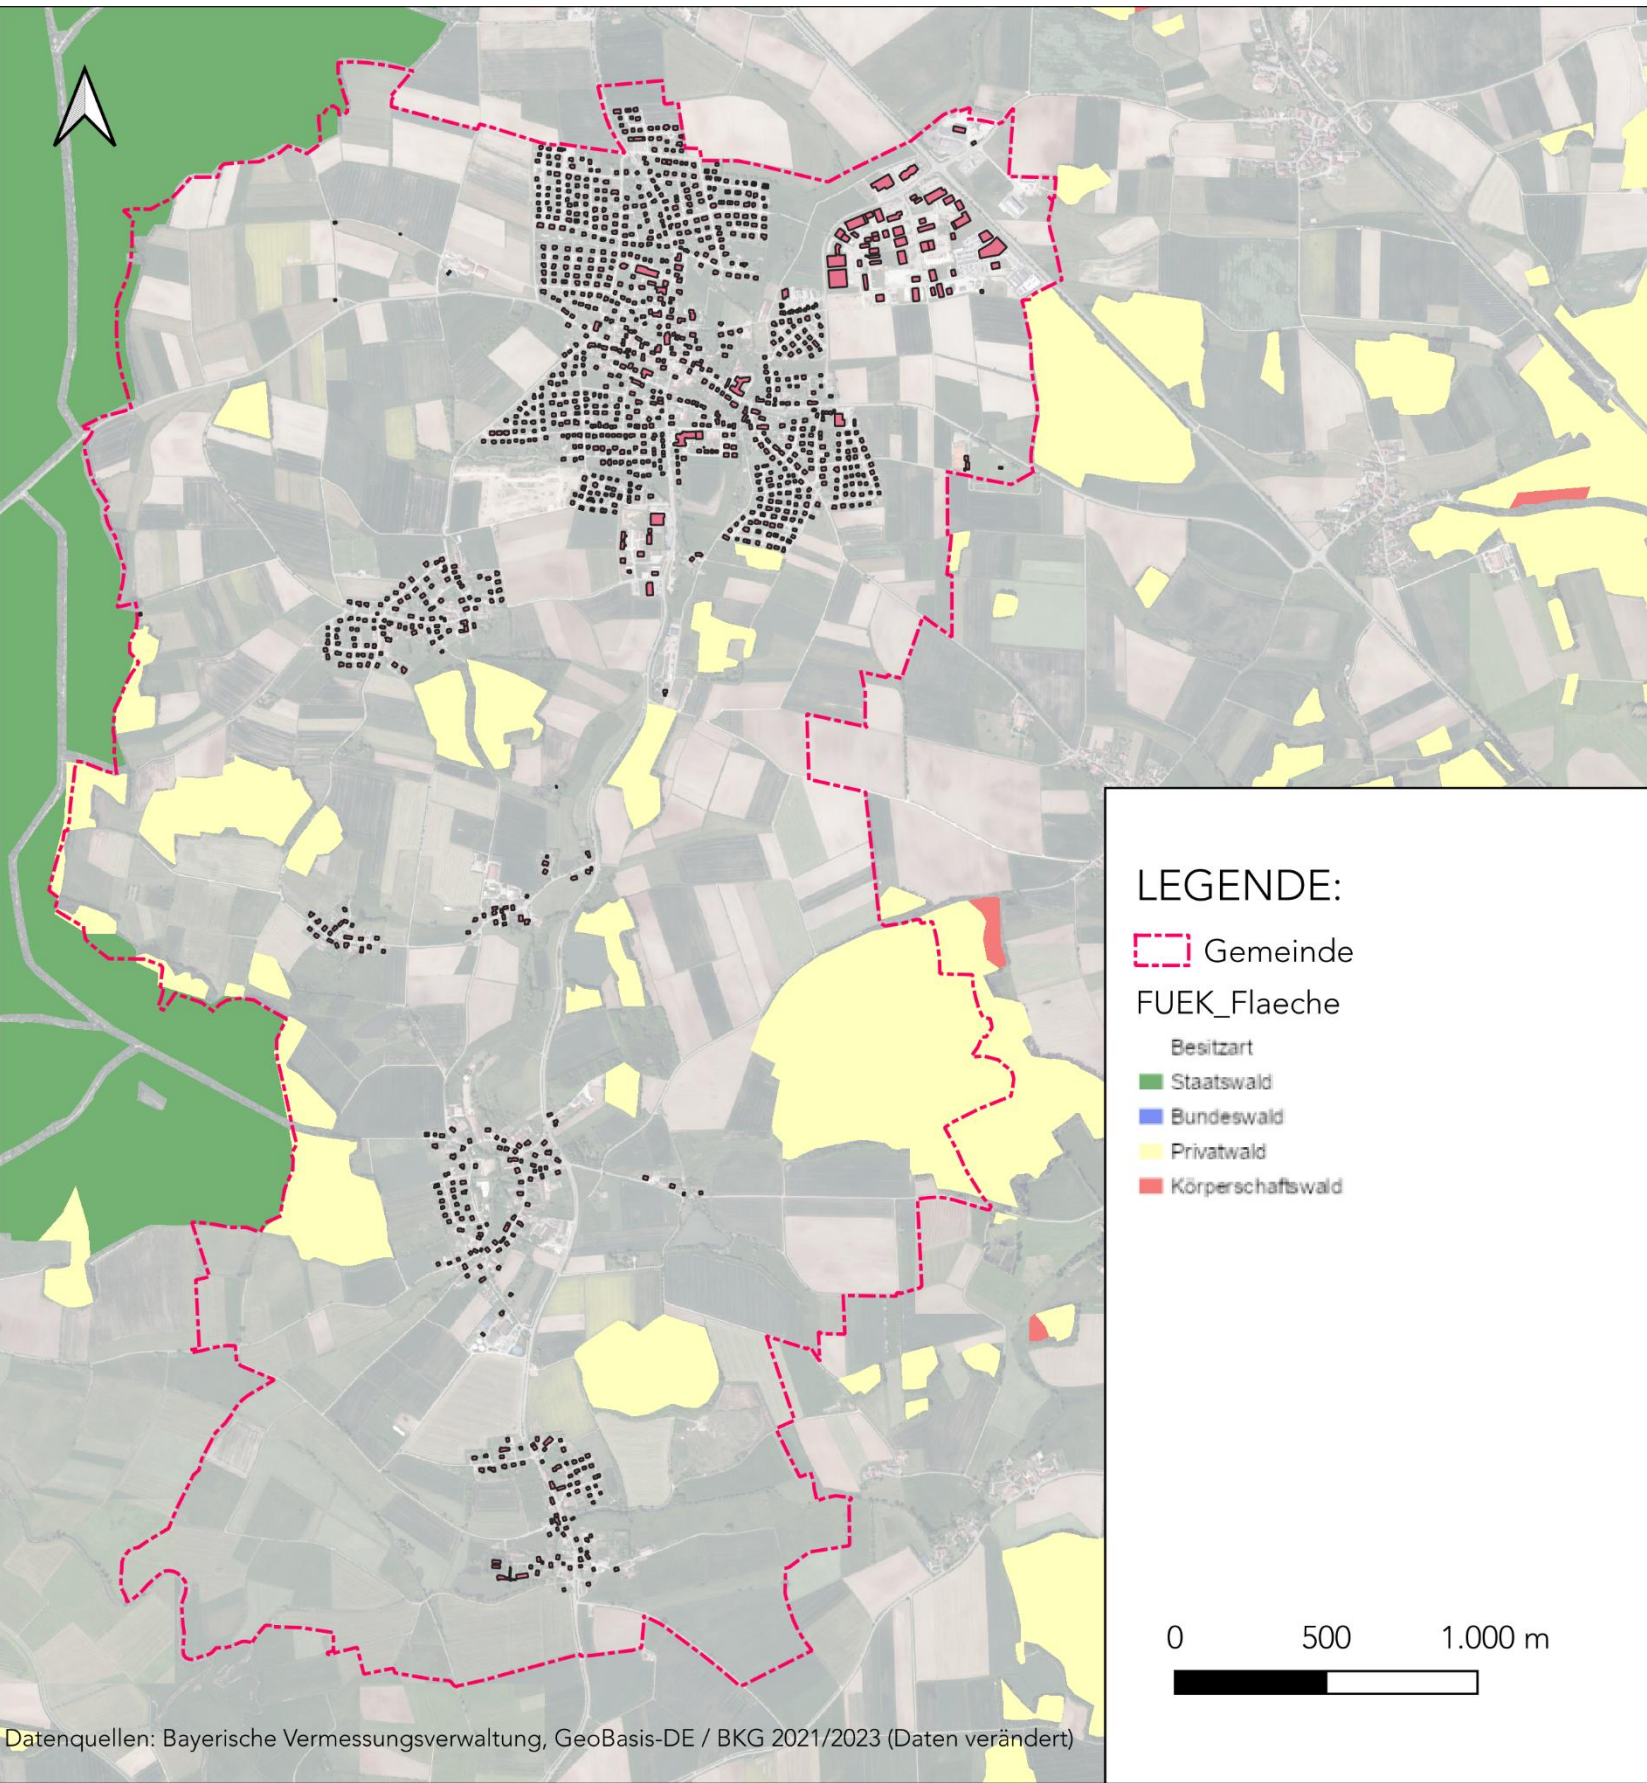 LEGENDE:
Gemeinde
FUEK_Flaeche
Besitzart
Staatswald
Bundeswald
Privatwald
Körperschaftswald
0 500 1.000 m
Datenquellen: Bayerische Vermessungsverwaltung, GeoBasis-DE / BKG 2021/2023 (Daten verändert)